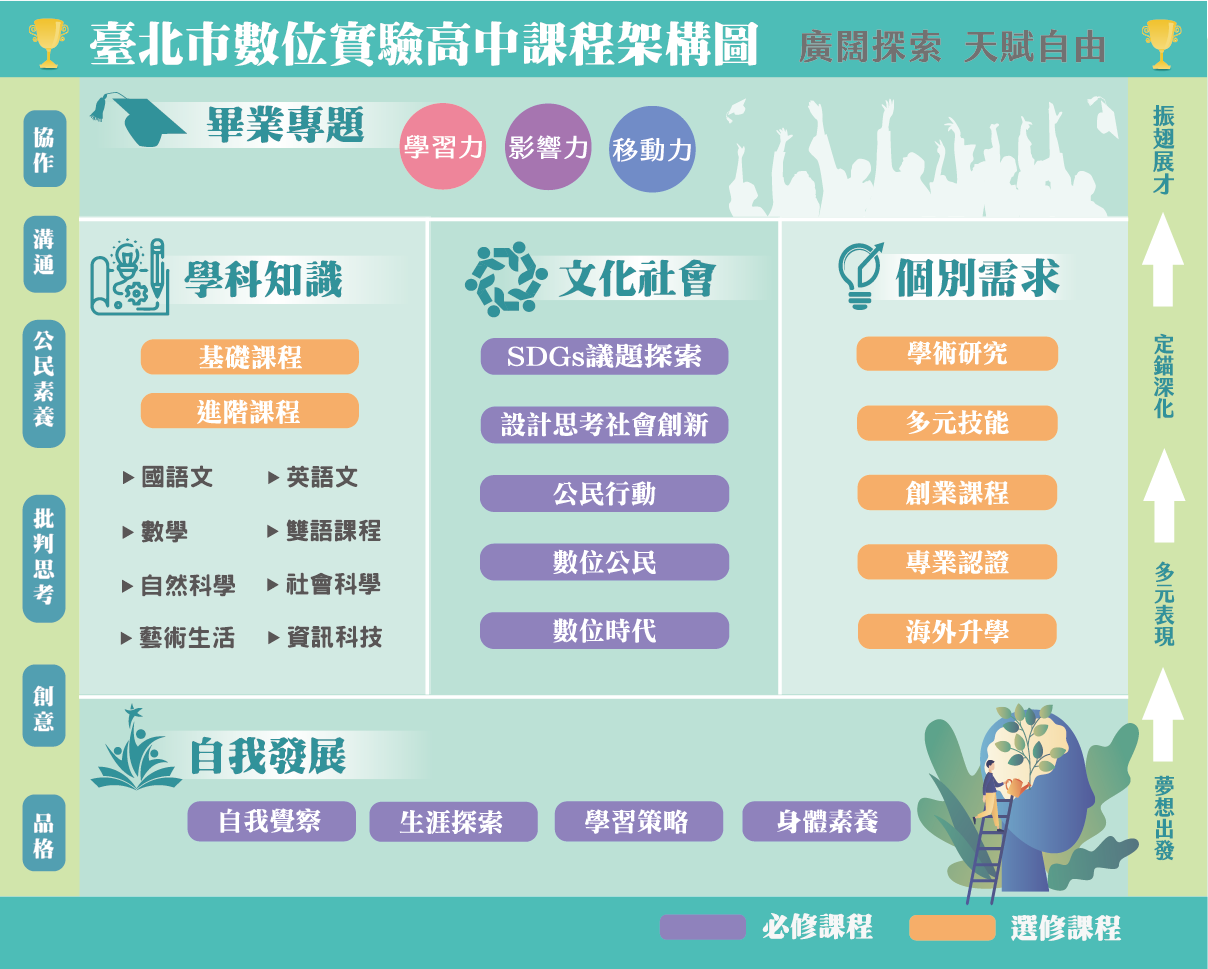 臺北市數位實驗高中課程架構圖
廣闊探索 天賦自由
協作
溝通
公民素養
批判思考
創意
品格
畢業專題
學習力
影響力
移動力
學科知識
基礎課程
進階課程
國語文
英語文
數學
雙語課程
自然科學
社會科學
藝術生活
資訊科技
文化社會
SDGs議題探索
設計思考社會創新
公民行動
數位公民
數位時代
個別需求
學術研究
多元技能
創業課程
專業認證
海外升學
自我發展
自我覺察
生涯探索
學習策略
身體素養
振翅展才
定錨深化
多元表現
夢想出發
必修課程
選修課程